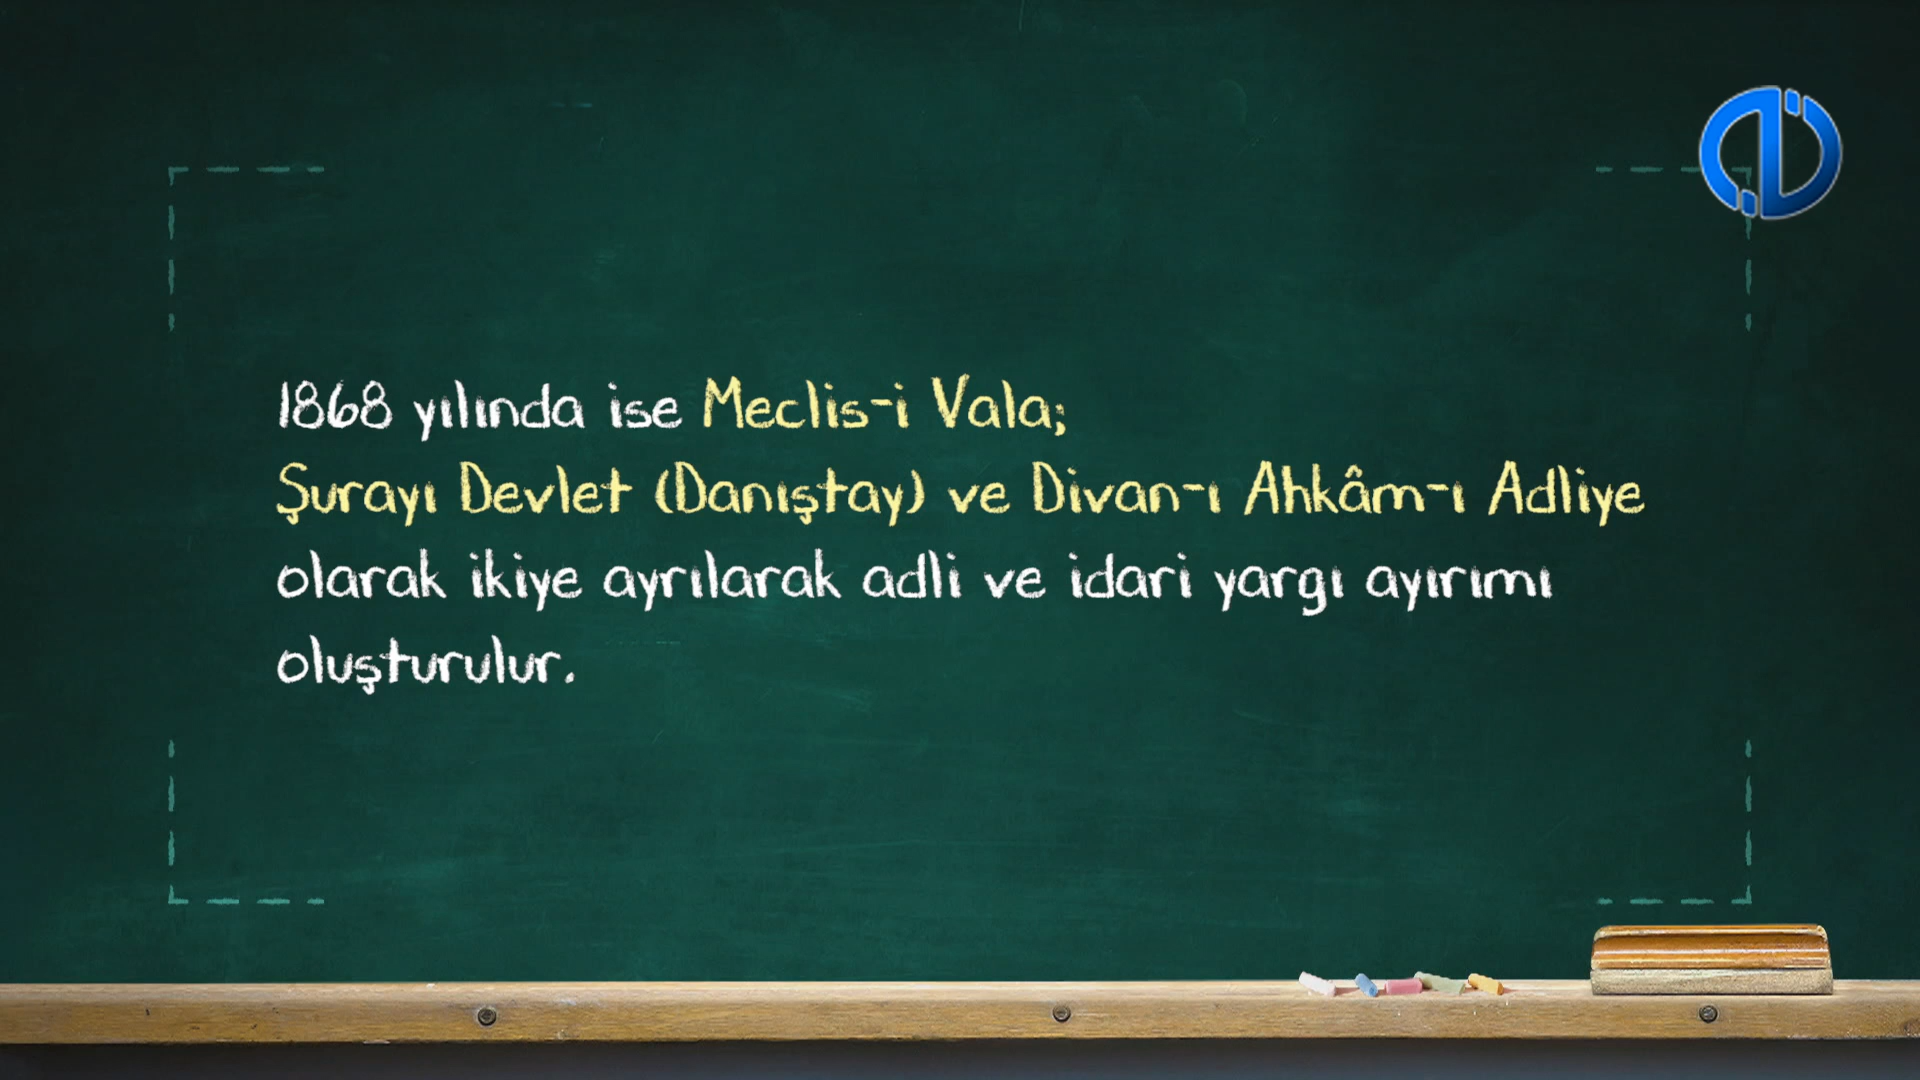 1868 yılında ise Meclis-i Vala;
Şurayı Devlet (Danıştay) ve Divan-ı Ahkâm-ı Adliye
olarak ikiye ayrılarak adli ve idari yargı ayırımı
oluşturulur.